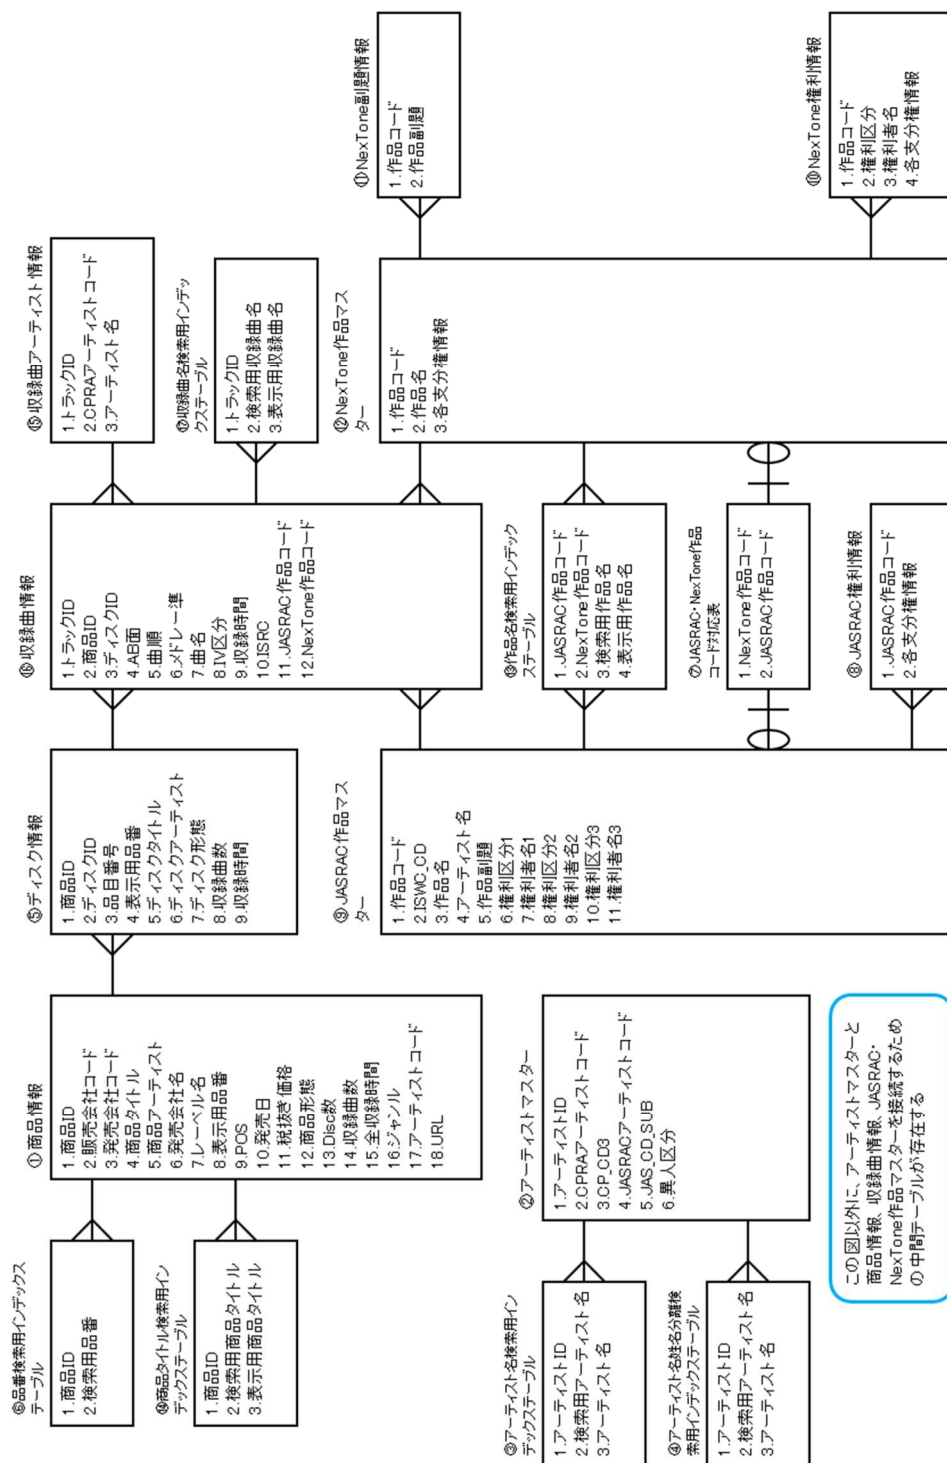 ⑥品番検索用インデックス
テーブル
1.商品ID
2.検索用品番
⑭商品タイトル検索用イン
デックステーブル
1.商品ID
2.検索用商品タイトル
3.表示用商品タイトル
③アーティスト名検索用イン
デックステーブル
1.アーティストID
2.検索用アーティスト名
3.アーティスト名
④アーティスト名姓名分離検
索用インデックステーブル
1.アーティストID
2.検索用アーティスト名
3.アーティスト名
①商品情報
1.商品ID
2.販売会社コード
3.発売会社コード
4.商品タイトル
5.商品アーティスト
6.発売会社名
7.レーベル名
8.表示用品番
9.POS
10.発売日
11.税抜き価格
12.商品形態
13.Disc数
14.収録曲数
15.全収録時間
16.ジャンル
17.アーティストコード
18.URL
②アーティストマスター
1.アーティストID
2.CPRAアーティストコード
3.CP_CD3
4.JASRACアーティストコード
5.JAS_CD_SUB
6.異人区分
この図以外に、アーティストマスターと
商品情報、収録曲情報、JASRAC・
NexTone作品マスターを接続するため
の中間テーブルが存在する
⑤ディスク情報
1.商品ID
2.ディスクID
3.品目番号
4.表示用品番
5.ディスクタイトル
6.ディスクアーティスト
7.ディスク形態
8.収録曲数
9.収録時間
⑨JASRAC作品マス
ター
1.作品コード
2.ISWC_CD
3.作品名
4.アーティスト名
5.作品副題
6.権利区分1
7.権利者名1
8.権利区分2
9.権利者名2
10.権利区分3
11.権利者名3
⑯収録曲情報
1.トラックID
2.商品ID
3.ディスクID
4.AB面
5.曲順
6.メドレー準
7.曲名
8.IV区分
9.収録時間
10.ISRC
11.JASRAC作品コード
12.NexTone作品コード
作品名検索用インデック
ステーブル
1.JASRAC作品コード
2.NexTone作品コード
3.検索用作品名
4.表示用作品名
⑦JASRAC・NexTone作品
コード対応表
1.NexTone作品コード
2.JASRAC作品コード
⑧JASRAC権利情報
1.JASRAC作品コード
2.各支分権情報
⑮収録曲アーティスト情報
1.トラックID
2.CPRAアーティストコード
3.アーティスト名
収録曲名検索用インデッ
クステーブル
1.トラックID
2.検索用収録曲名
3.表示用収録曲名
⑫NexTone作品マス
ター
1.作品コード
2.作品名
3.各支分権情報
⑪NexTone副題情報
1.作品コード
2.作品副題
⑩NexTone権利情報
1.作品コード
2.権利区分
3.権利者名
4.各支分権情報